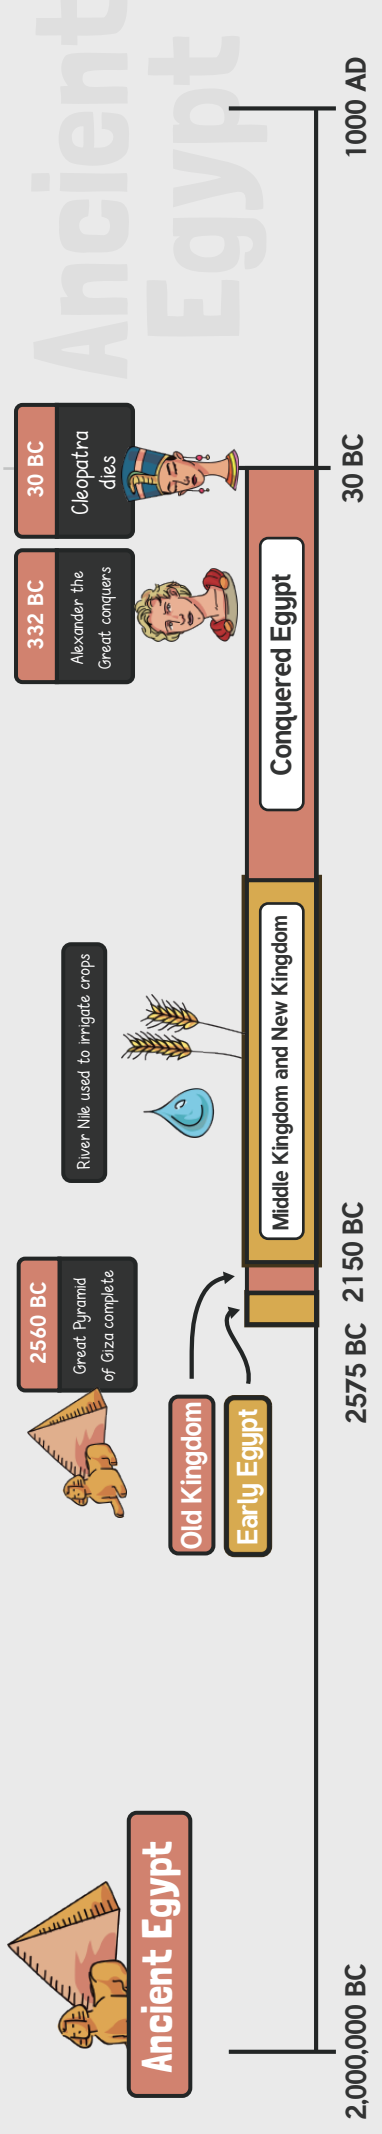 Ancient Egypt
2,000,000 BC
2560 BC
Great Pyramid
of Giza complete
Old Kingdom
Early Egypt
2575 BC
2150 BC
River Nile used to irrigate crops
Middle Kingdom and New Kingdom
332 BC
Alexander the
Great conquers
30 BC
Cleopatra
dies
Conquered Egypt
30 BC
Ancient
Egypt
1000 AD